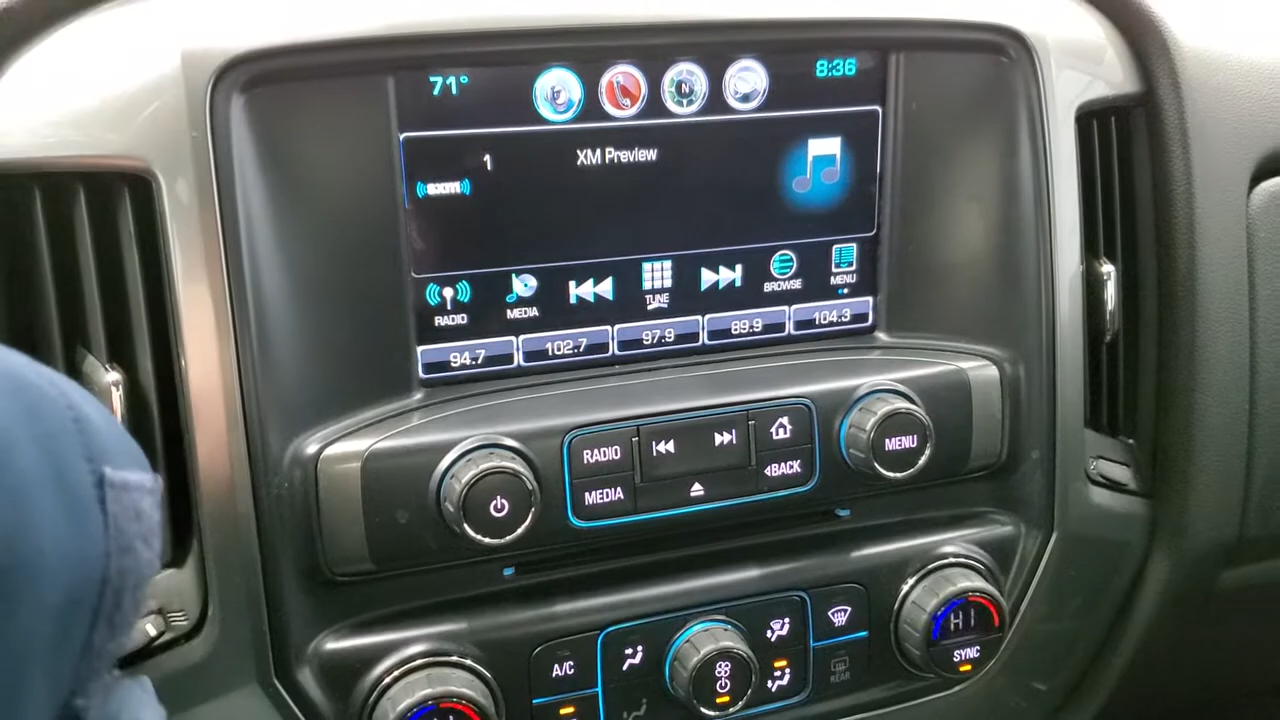 71°
N
8:36
1
XM Preview
((sxm))
RADIO
MEDIA
TUNE
BROWSE
MENU
94.7
102.7
97.9
89.9
104.3
RADIO
MEDIA
BACK
MENU
A/C
REAR
HI
SYNC